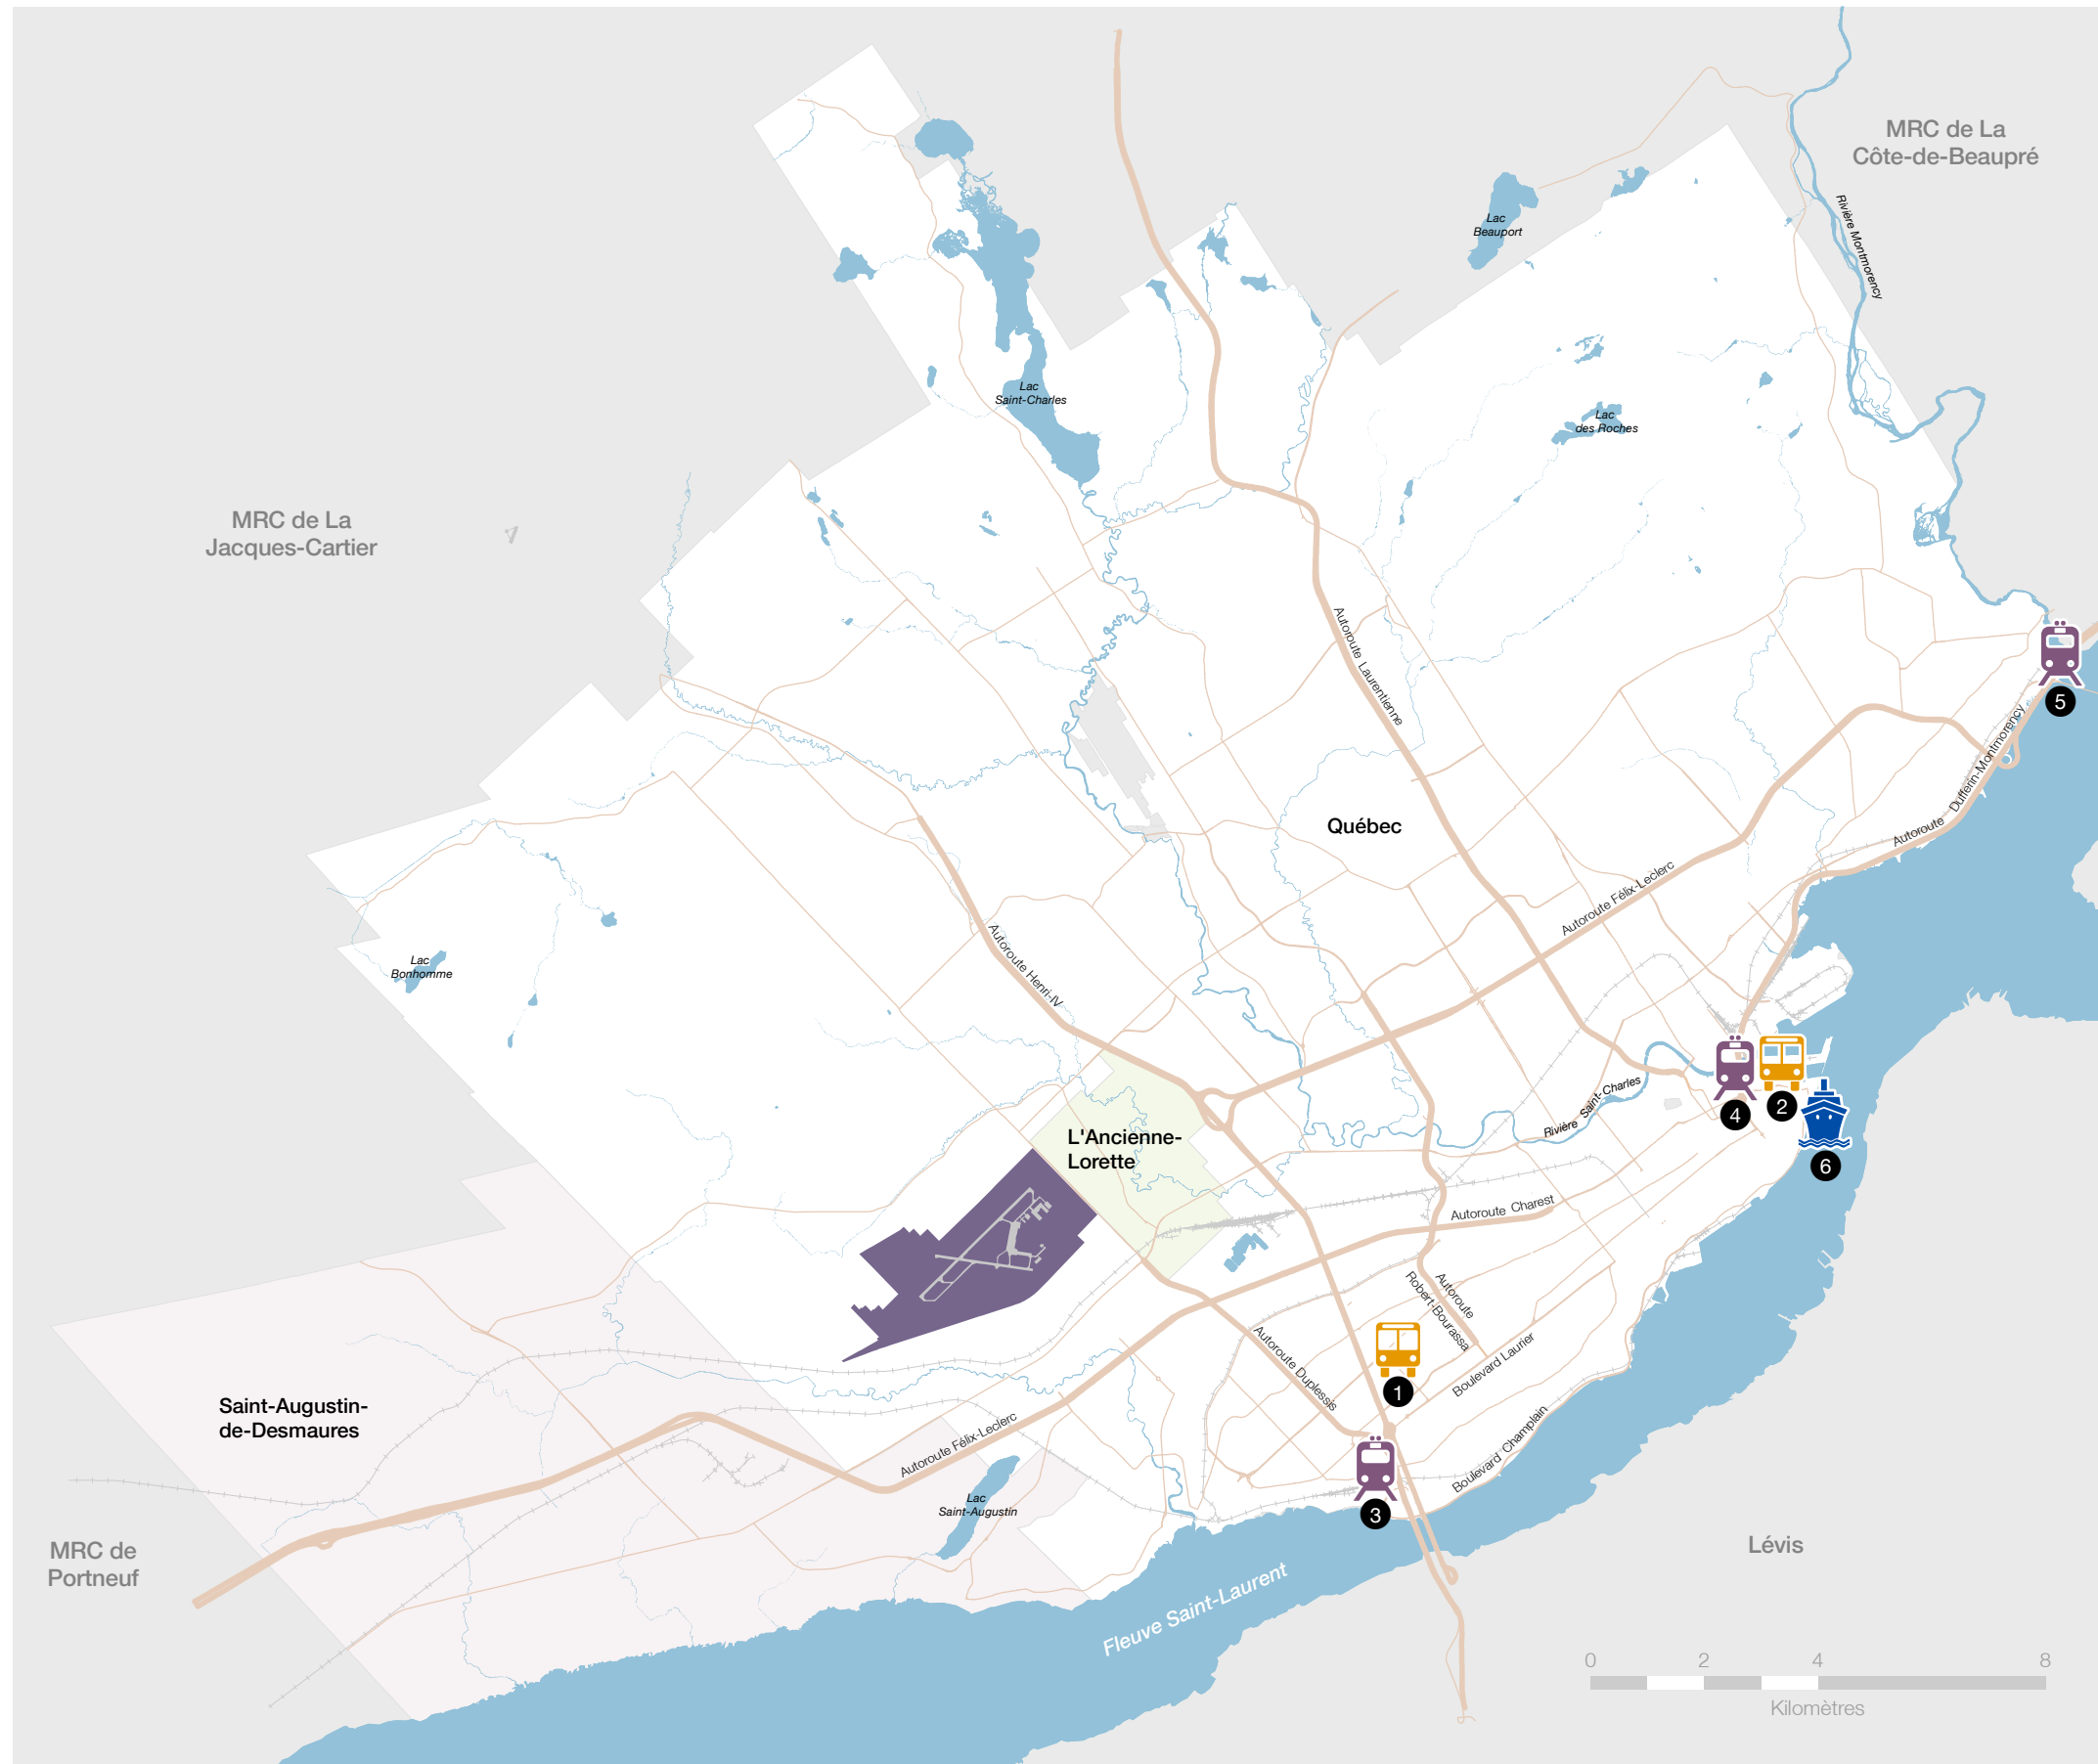 MRC de La
Côte-de-Beaupré
Rivière Montmorency
Lac
Beauport
Lac
Saint-Charles
Lac
des Roches
MRC de La
Jacques-Cartier
Autoroute Laurentienne
5
Autoroute Dufferin-Montmorency
Québec
Autoroute Félix-Leclerc
Autoroute Henri-IV
Lac
Bonhomme
Rivière Saint-Charles
4
2
6
L'Ancienne-
Lorette
Autoroute Charest
Autoroute
Robert-Bourassa
Autoroute Duplessis
Boulevard Laurier
1
Saint-Augustin-
de-Desmaures
Autoroute Félix-Leclerc
Boulevard Champlain
Lac
Saint-Augustin
3
MRC de
Portneuf
Lévis
Fleuve Saint-Laurent
0 2 4 8
Kilomètres